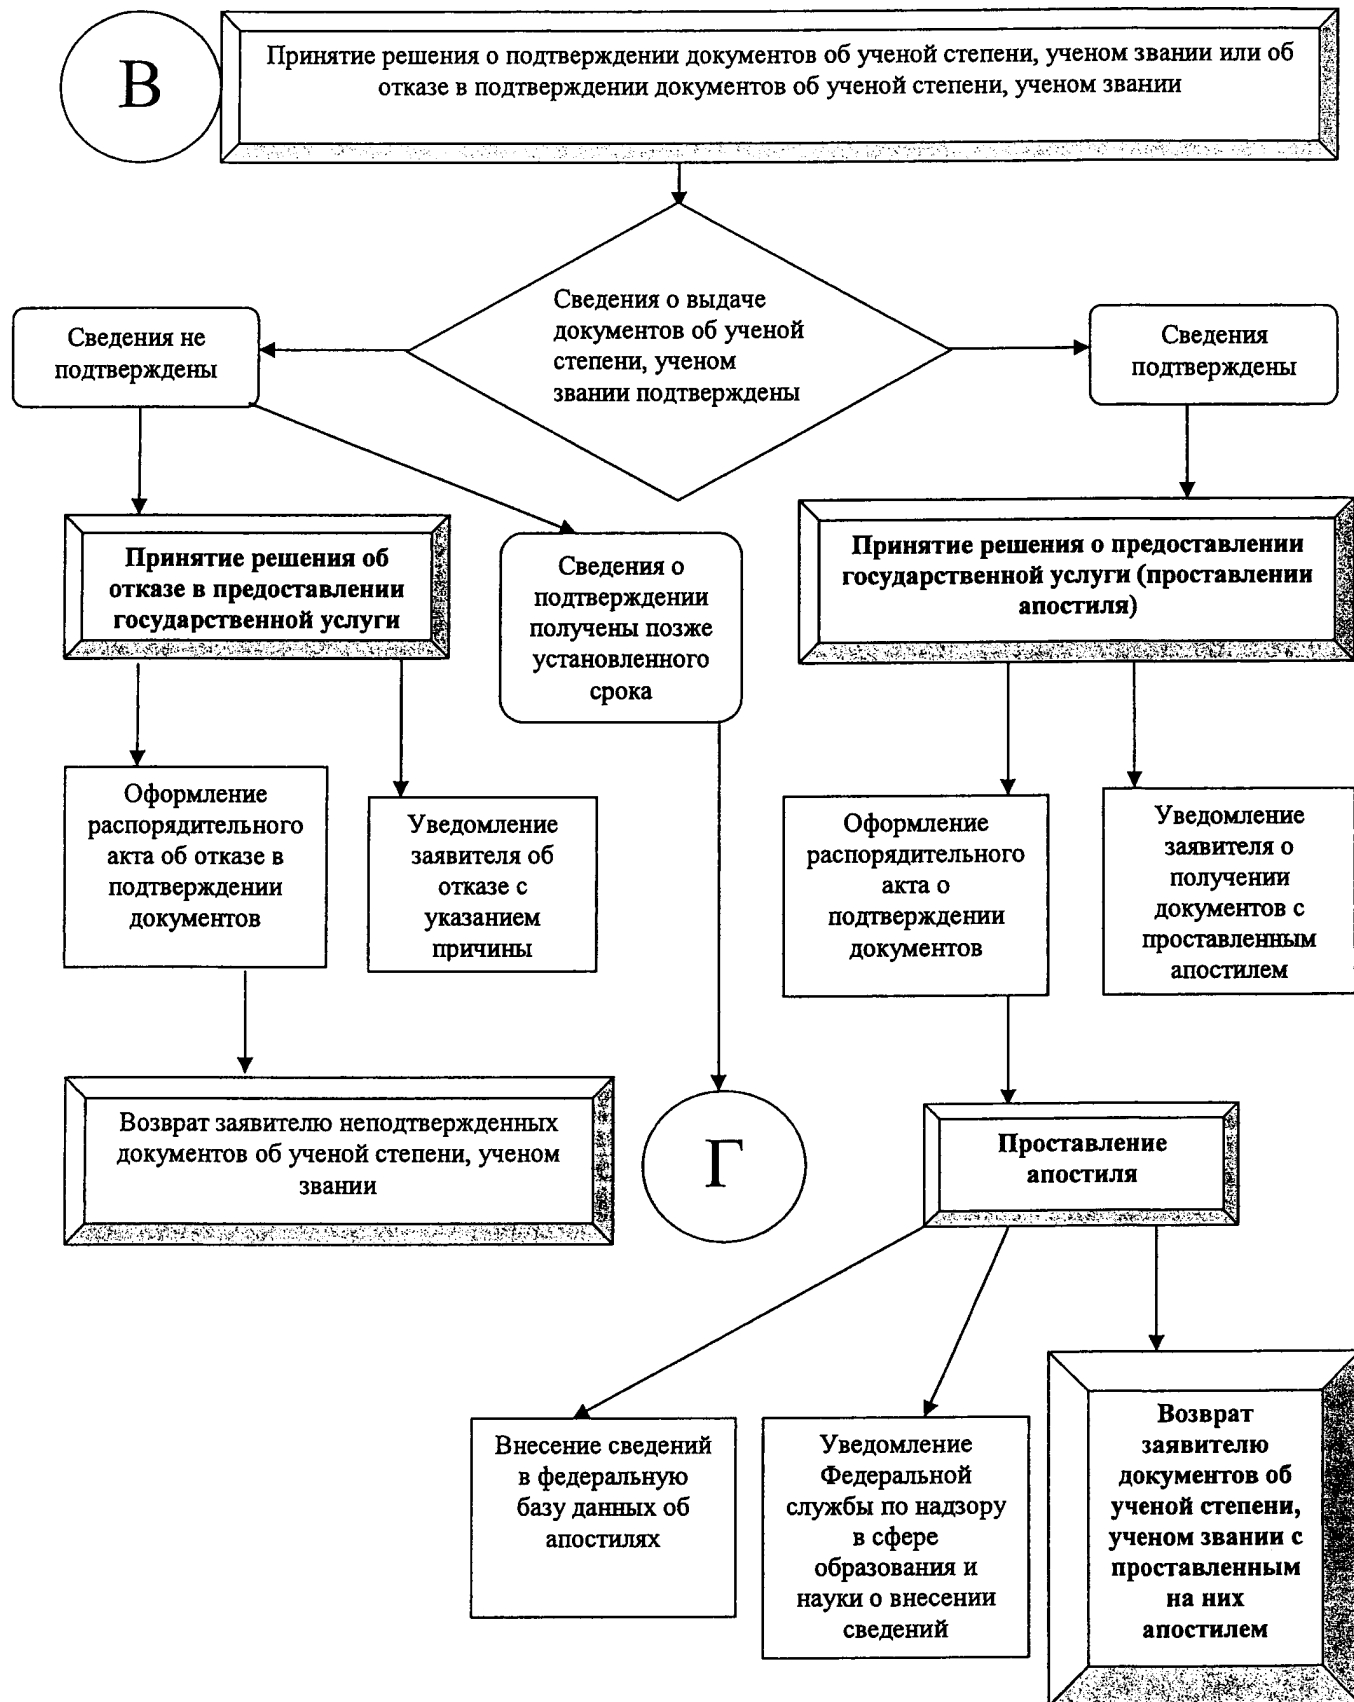 В
Принятие решения о подтверждении документов об ученой степени, ученом звании или об
отказе в подтверждении документов об ученой степени, ученом звании
Сведения о выдаче
документов об ученой
степени, ученом
звании подтверждены
Сведения не
подтверждены
Сведения
подтверждены
Принятие решения об
отказе в предоставлении
государственной услуги
Сведения о
подтверждении
получены позже
установленного
срока
Принятие решения о предоставлении
государственной услуги (проставлении
апостиля)
Оформление
распорядительного
акта об отказе в
подтверждении
документов
Уведомление
заявителя об
отказе с
указанием
причины
Оформление
распорядительного
акта о
подтверждении
документов
Уведомление
заявителя о
получении
документов с
проставленным
апостилем
Возврат заявителю неподтвержденных
документов об ученой степени, ученом
звании
Г
Проставление
апостиля
Внесение сведений
в федеральную
базу данных об
апостилях
Уведомление
Федеральной
службы по надзору
в сфере
образования и
науки о внесении
сведений
Возврат
заявителю
документов об
ученой степени,
ученом звании с
проставленным
на них
апостилем